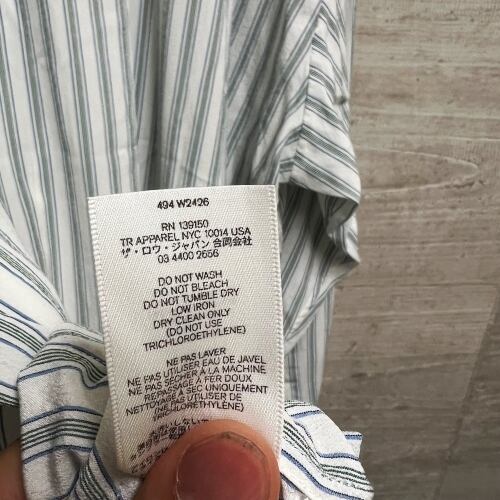 494 W2426
RN 139150
TR APPAREL NYC 10014 USA
ザ・ロウ・ジャパン 合同会社
03 4400 2656
DO NOT WASH
DO NOT BLEACH
DO NOT TUMBLE DRY
LOW IRON
DRY CLEAN ONLY
(DO NOT USE
TRICHLOROETHYLENE)
NE PAS LAVER
NE PAS UTILISER EAU DE JAVEL
NE PAS SÉCHER A LA MACHINE
REPASSAGE A FER DOUX
NETTOYAGE A SEC UNIQUEMENT
(NE PAS UTILISER DE
TRICHLORÉTHYLÈNE)